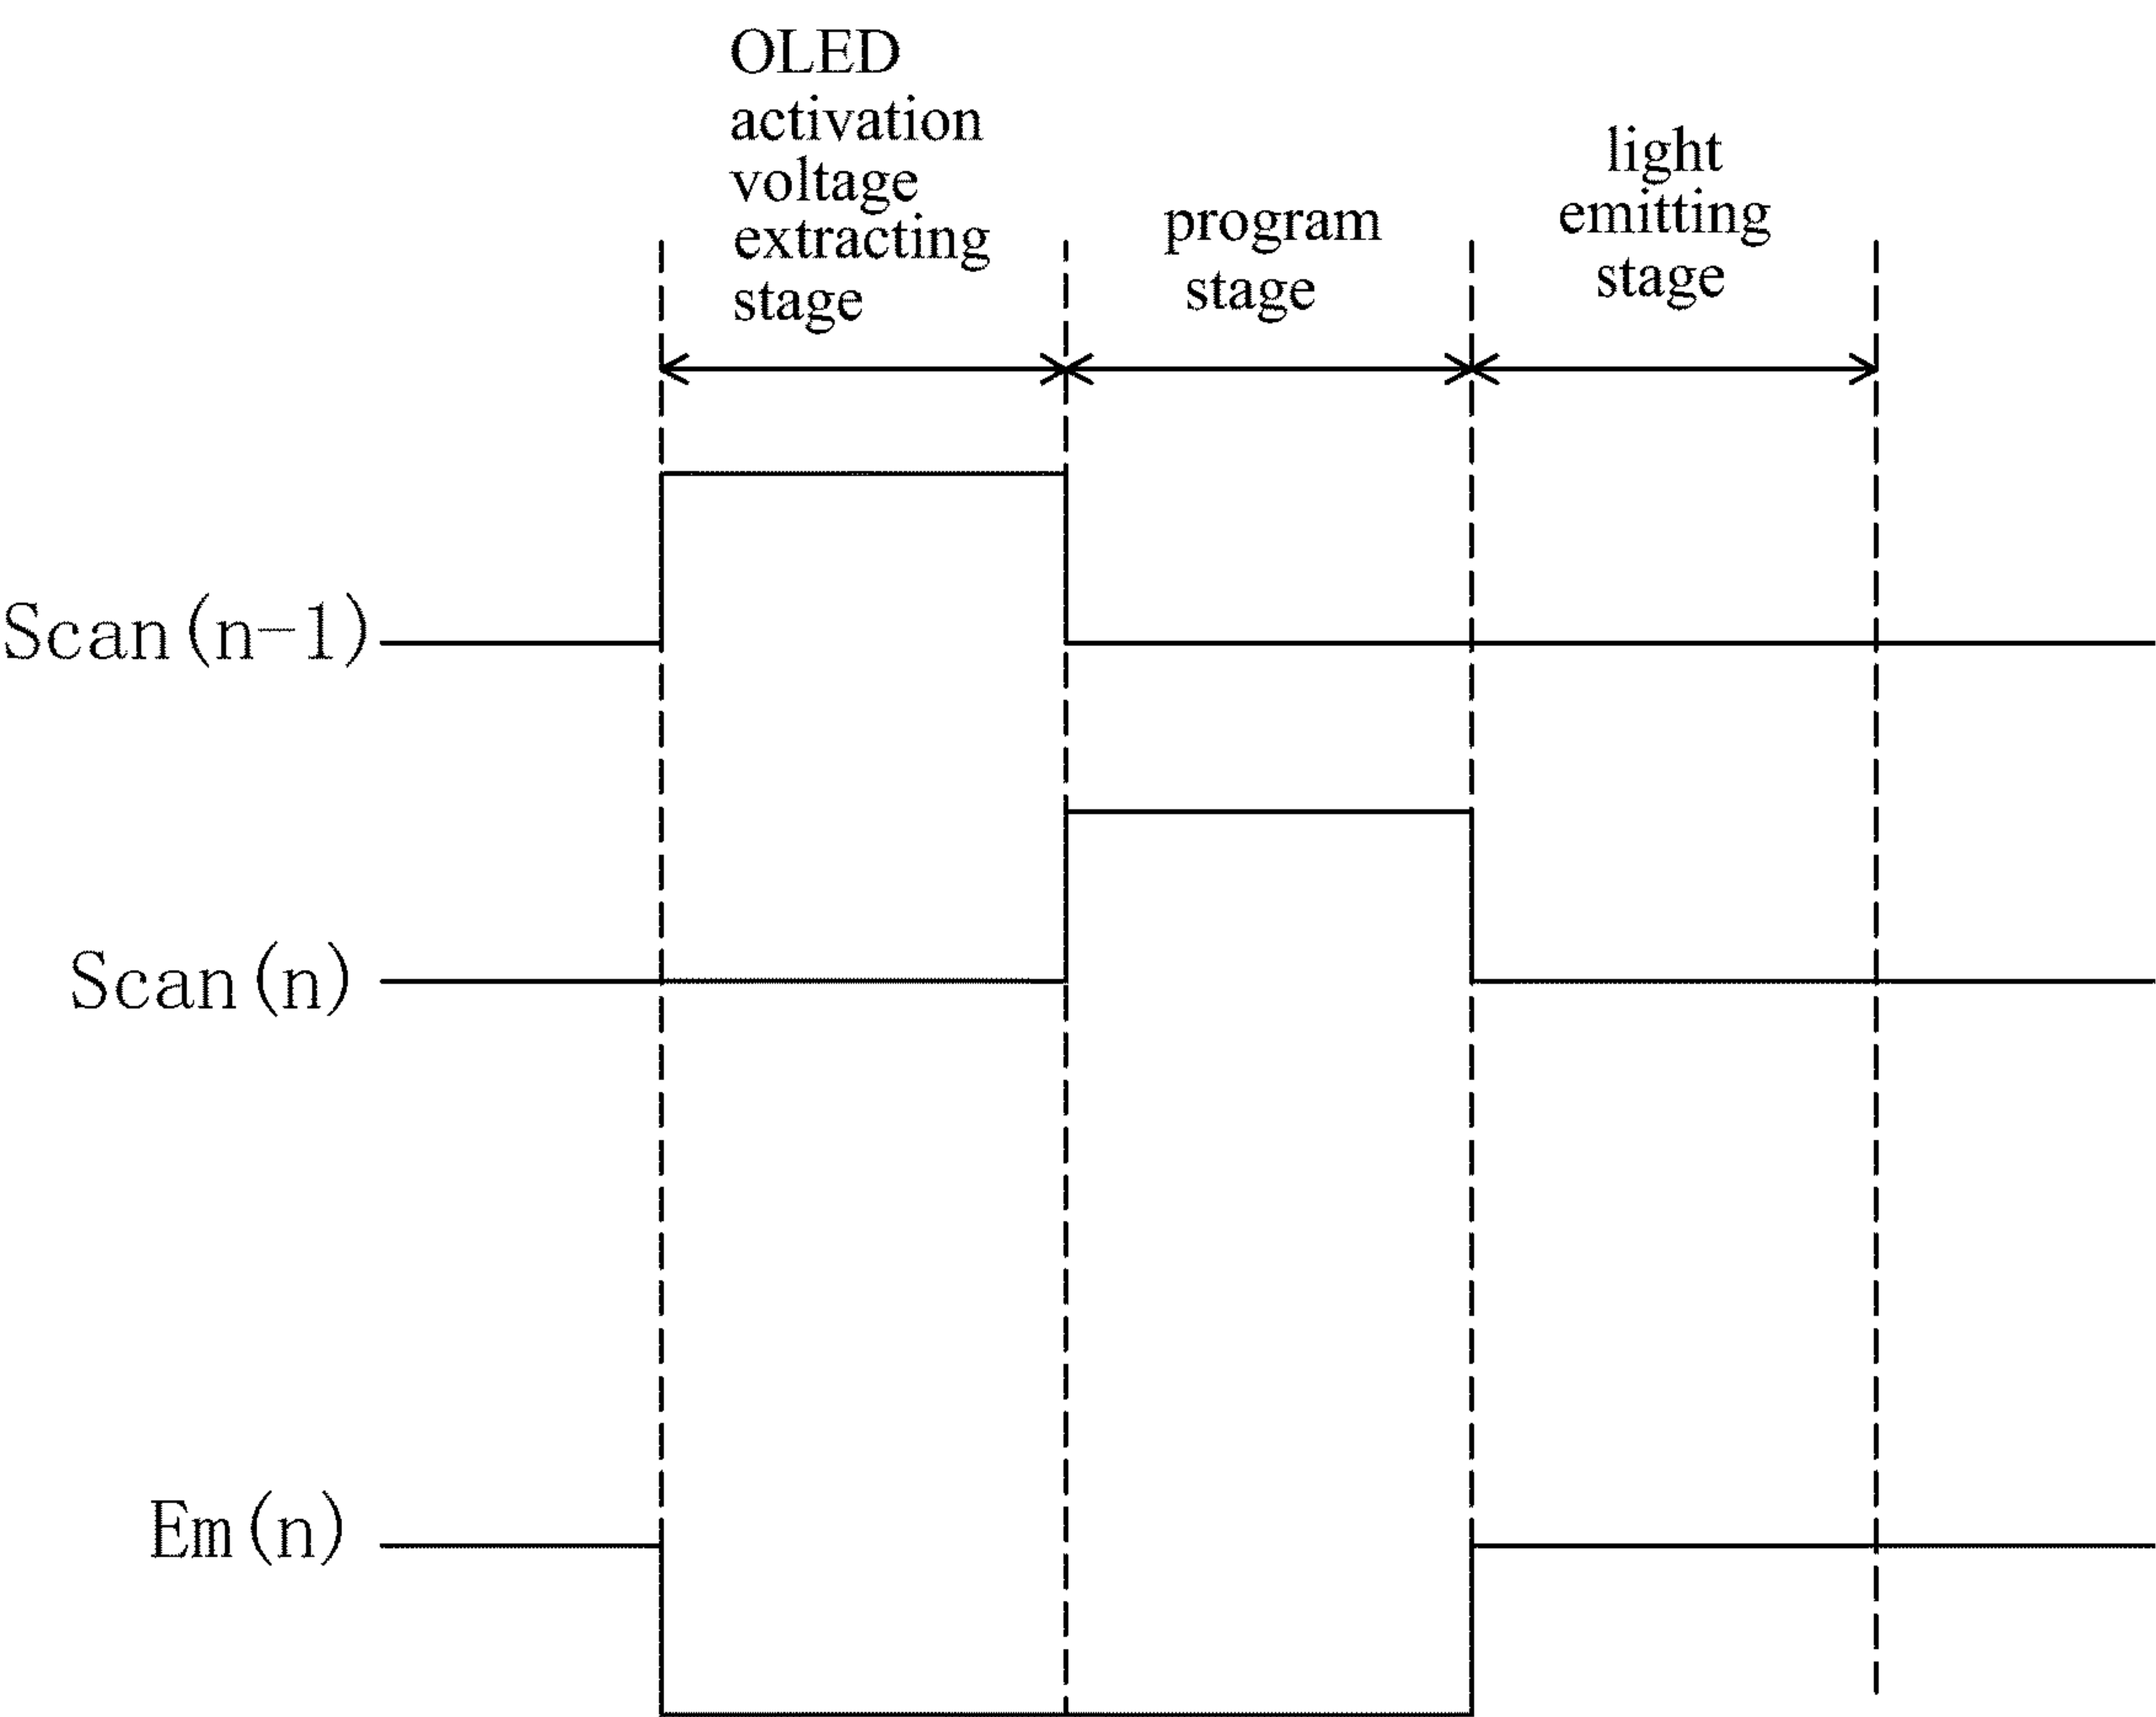 OLED
activation
voltage
extracting
stage
program
stage
light
emitting
stage
Scan(n-1)
Scan(n)
Em(n)